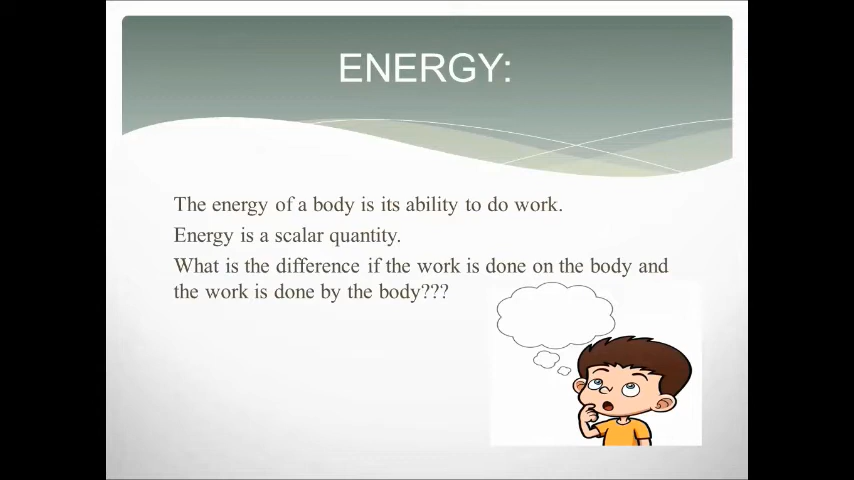 ENERGY:
The energy of a body is its ability to do work.
Energy is a scalar quantity.
What is the difference if the work is done on the body and
the work is done by the body???